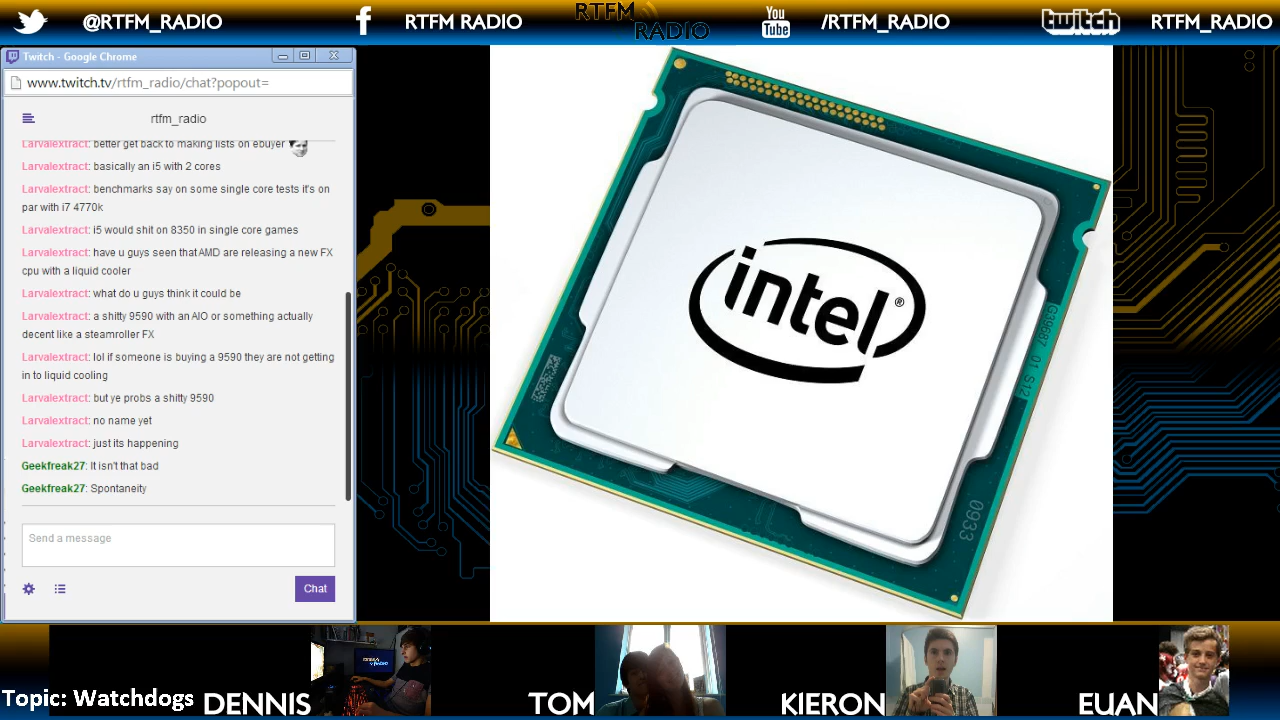 @RTFM_RADIO
RTFM RADIO
RTFM
RADIO
You
Tube
/RTFM_RADIO
twitch
RTFM_RADIO
Twitch - Google Chrome
www.twitch.tv/rtfm_radio/chat?popout=
rtfm_radio
Larvalextract: better get back to making lists on ebuyer
Larvalextract: basically an i5 with 2 cores
Larvalextract: benchmarks say on some single core tests it's on
par with i7 4770k
Larvalextract: i5 would shit on 8350 in single core games
Larvalextract: have u guys seen that AMD are releasing a new FX
cpu with a liquid cooler
Larvalextract: what do u guys think it could be
Larvalextract: a shitty 9590 with an AIO or something actually
decent like a steamroller FX
Larvalextract: lol if someone is buying a 9590 they are not getting
in to liquid cooling
Larvalextract: but ye probs a shitty 9590
Larvalextract: no name yet
Larvalextract: just its happening
Geekfreak27: It isn't that bad
Geekfreak27: Spontaneity
Send a message
Chat
intel®
G39687 01 S12
0933
Topic: Watchdogs
DENNIS
TOM
KIERON
EUAN